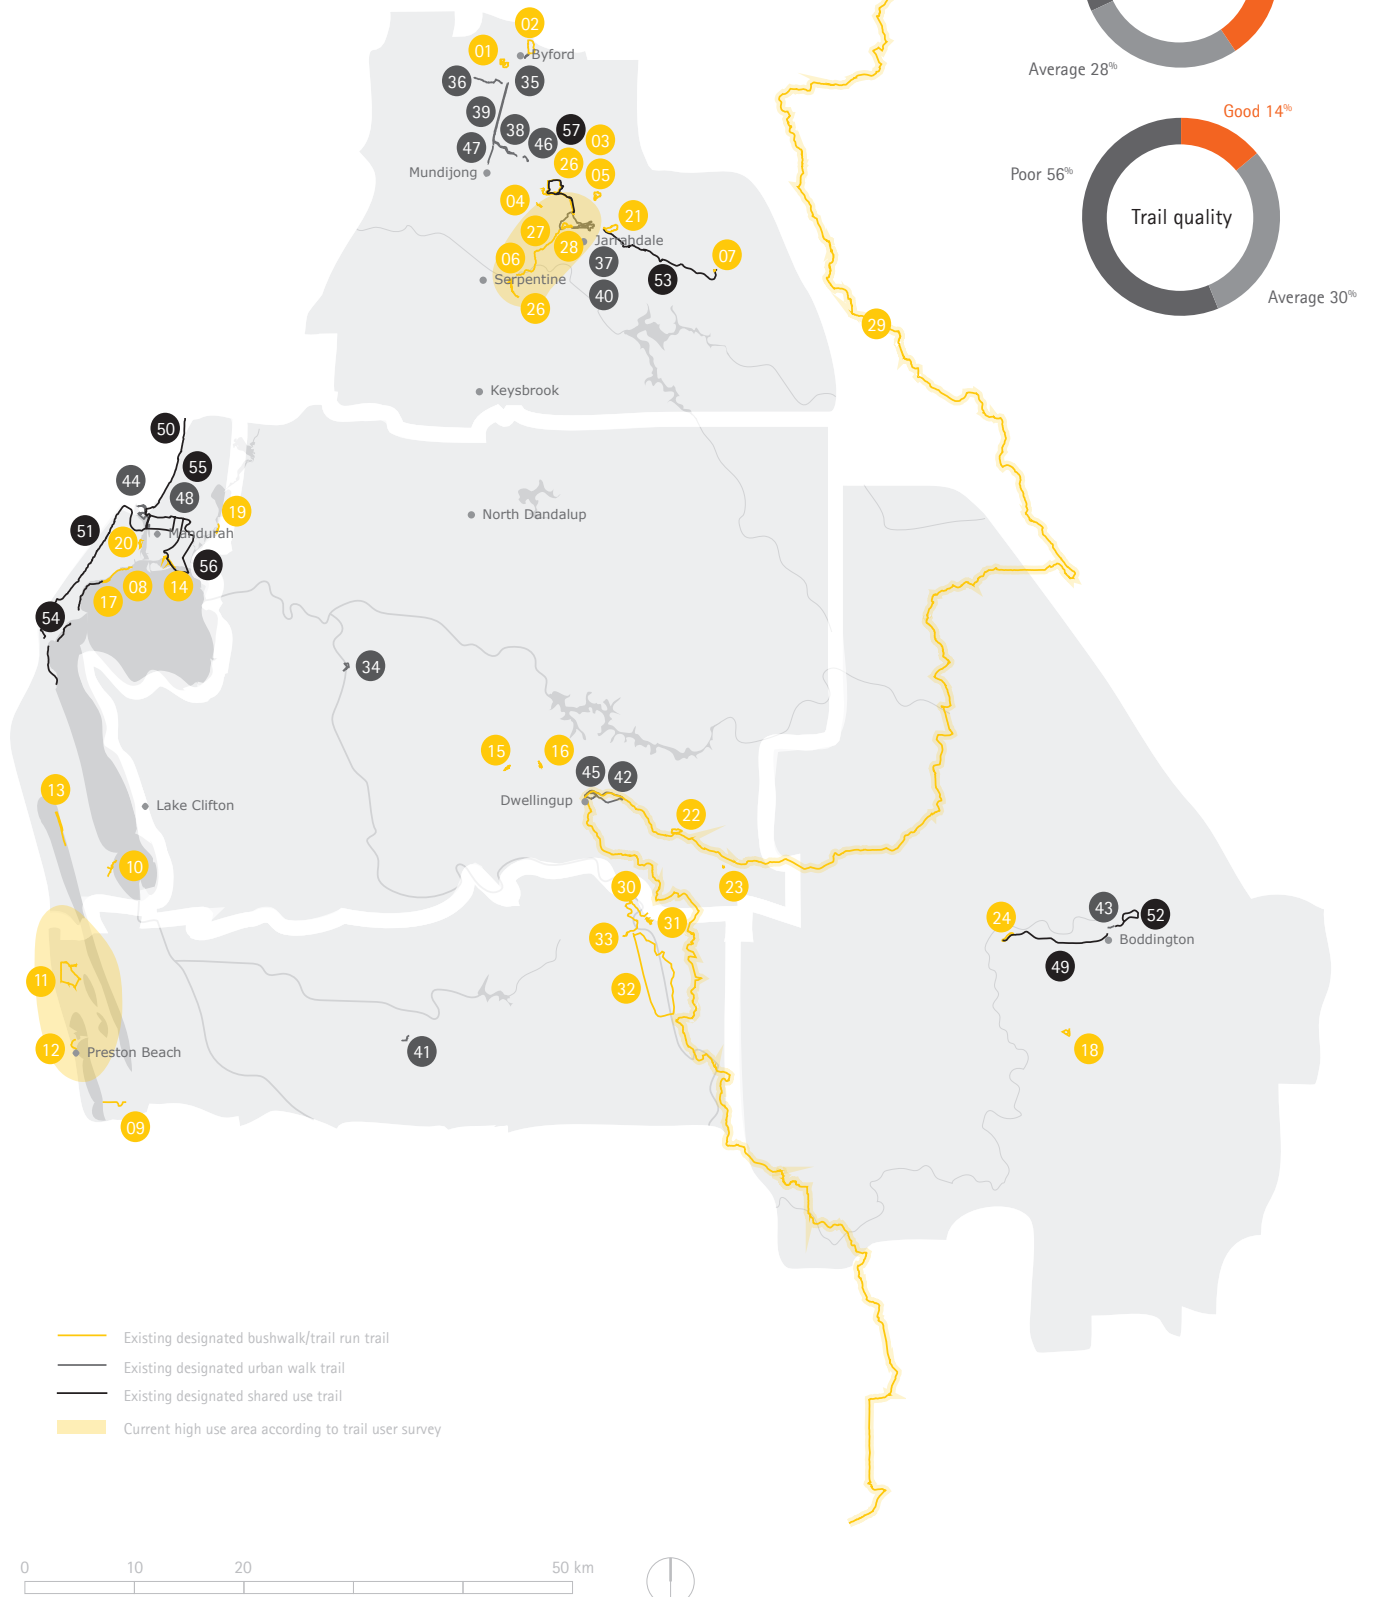 02
01
Byford
Average 28%
36
35
39
38
57
03
Good 14%
47
46
26
Mundijong
05
Poor 56%
04
21
Trail quality
27
28
Jarrahdale
06
37
07
Serpentine
53
40
26
Average 30%
29
Keysbrook
50
55
44
48
19
North Dandalup
51
20
Mandurah
56
08
14
17
54
34
15
16
45
42
13
Dwellingup
Lake Clifton
22
10
30
23
43
52
31
24
33
Boddington
49
11
32
12
Preston Beach
41
18
09
Existing designated bushwalk/trail run trail
Existing designated urban walk trail
Existing designated shared use trail
Current high use area according to trail user survey
0 10 20 50 km